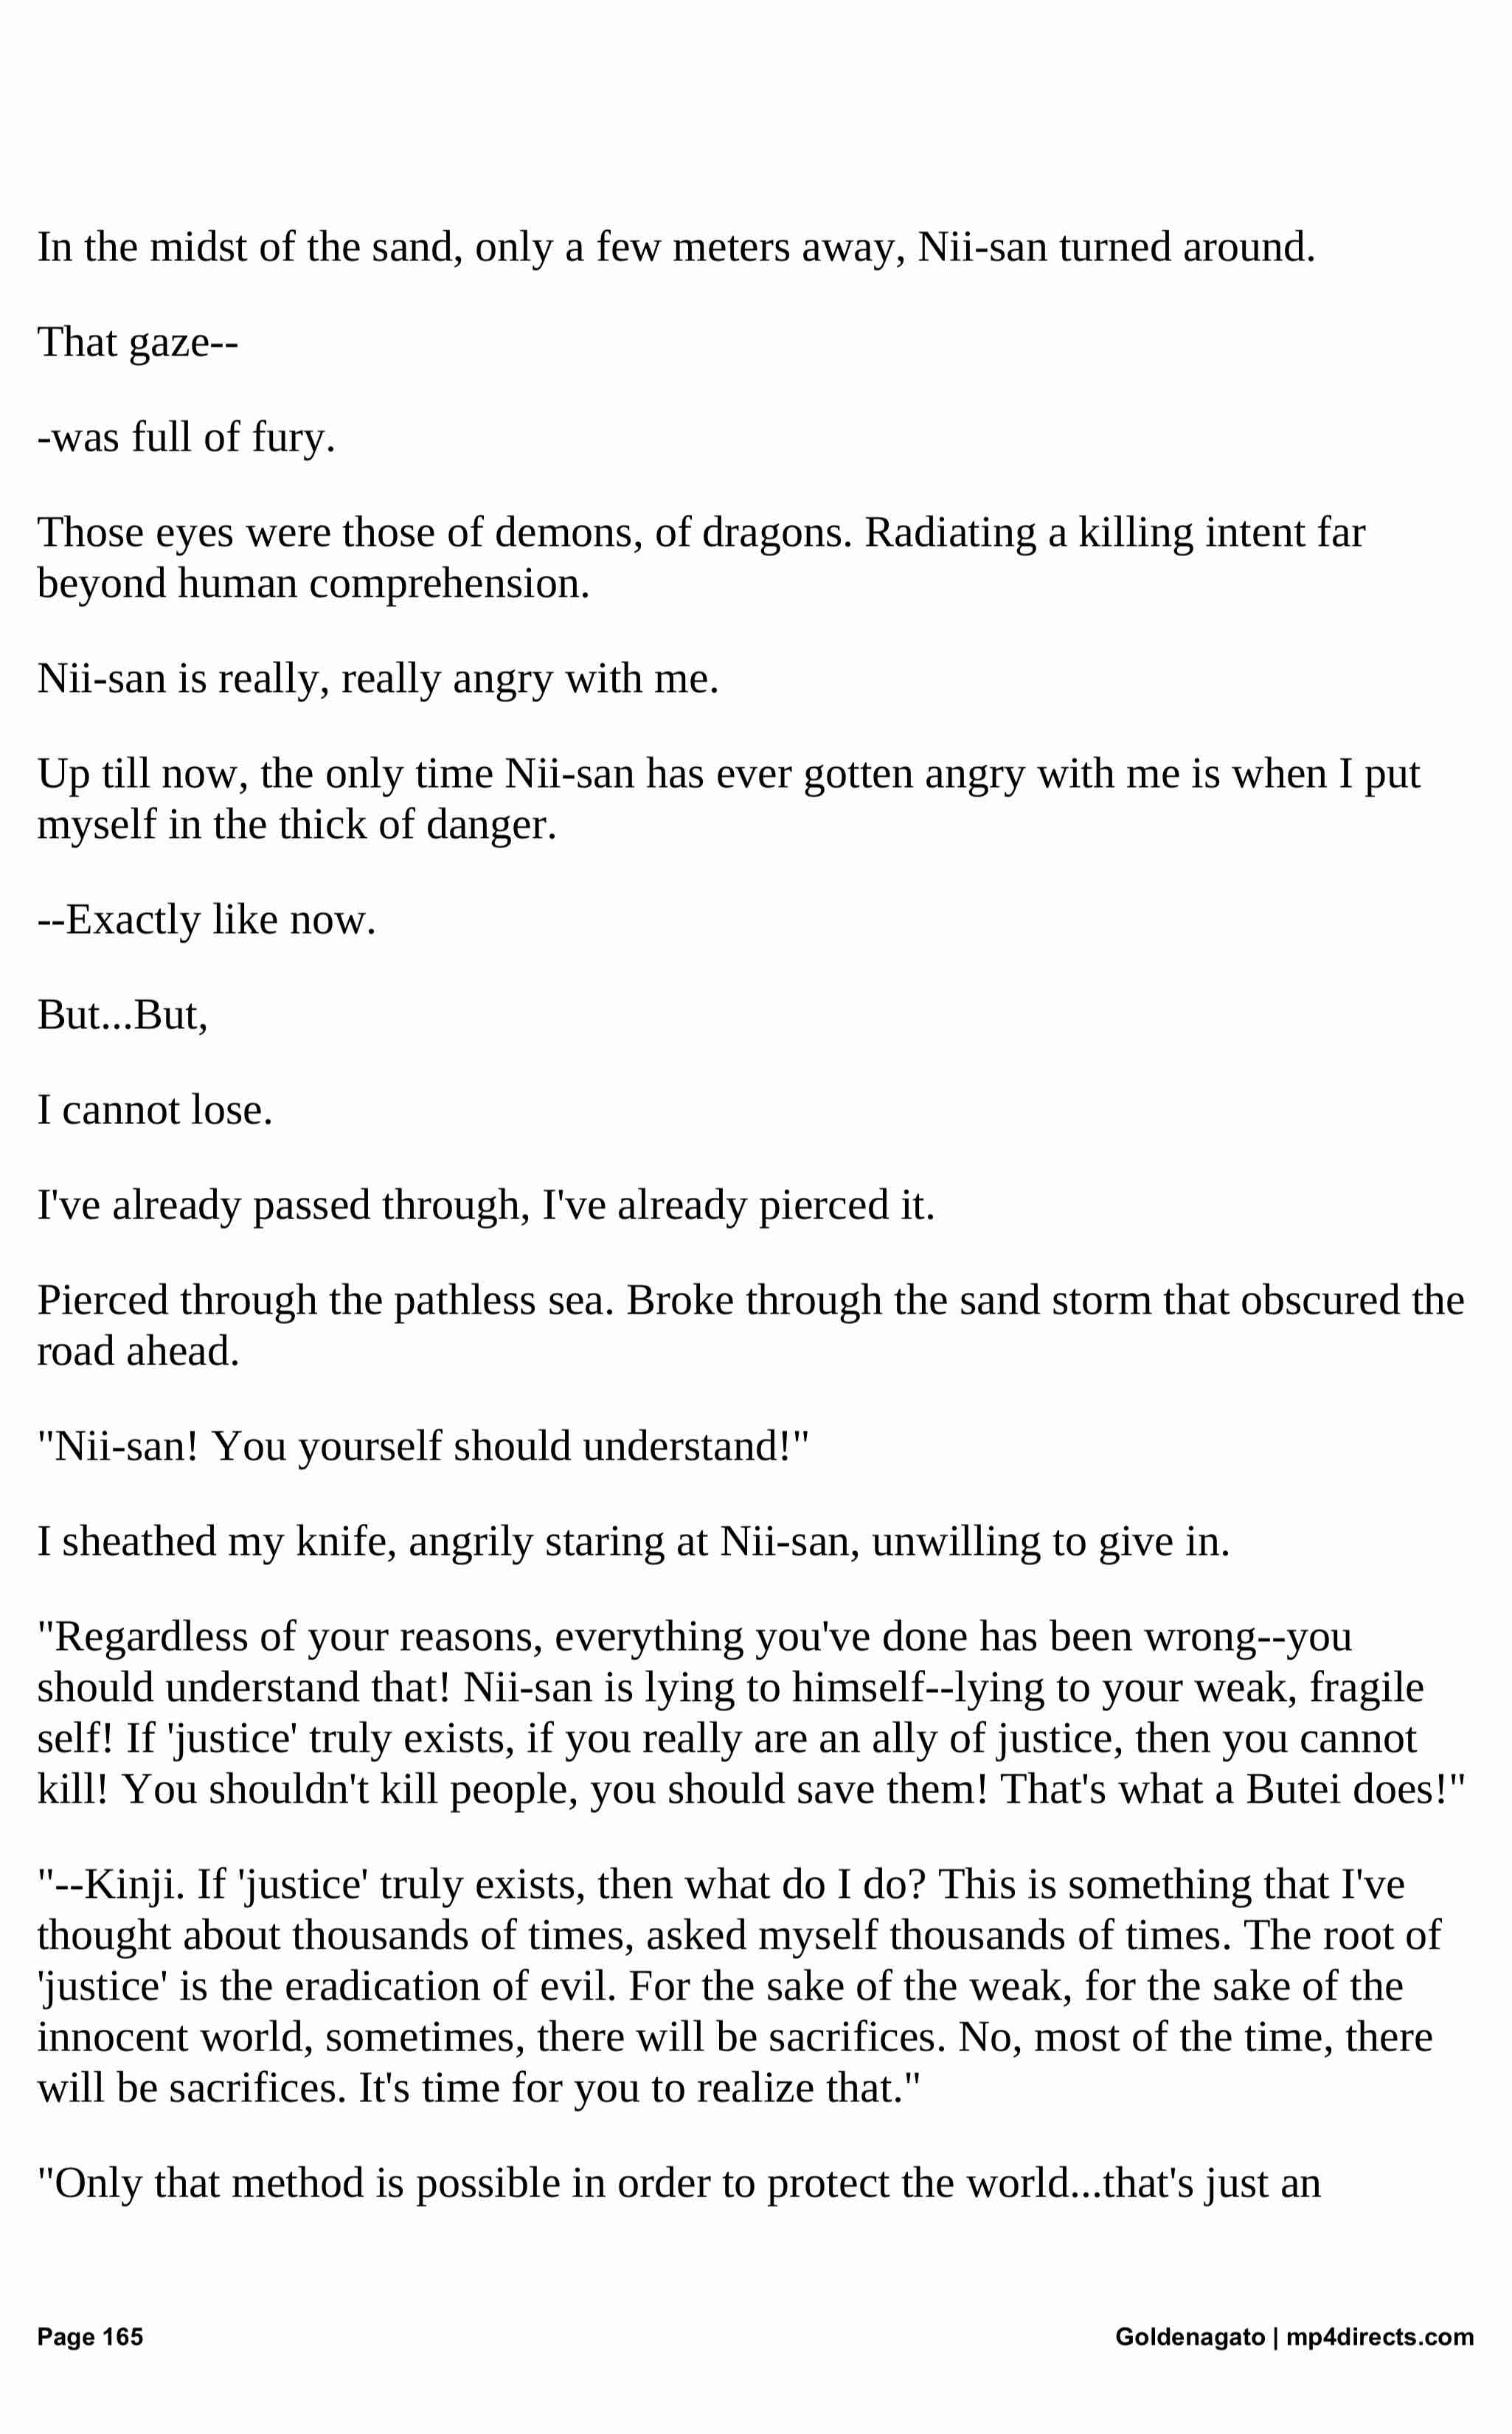 In the midst of the sand, only a few meters away, Nii-san turned around.
That gaze--
-was full of fury.
Those eyes were those of demons, of dragons. Radiating a killing intent far
beyond human comprehension.
Nii-san is really, really angry with me.
Up till now, the only time Nii-san has ever gotten angry with me is when I put
myself in the thick of danger.
--Exactly like now.
But...But,
I cannot lose.
I've already passed through, I've already pierced it.
Pierced through the pathless sea. Broke through the sand storm that obscured the
road ahead.
"Nii-san! You yourself should understand!"
I sheathed my knife, angrily staring at Nii-san, unwilling to give in.
"Regardless of your reasons, everything you've done has been wrong--you
should understand that! Nii-san is lying to himself--lying to your weak, fragile
self! If 'justice' truly exists, if you really are an ally of justice, then you cannot
kill! You shouldn't kill people, you should save them! That's what a Butei does!"
"--Kinji. If 'justice' truly exists, then what do I do? This is something that I've
thought about thousands of times, asked myself thousands of times. The root of
'justice' is the eradication of evil. For the sake of the weak, for the sake of the
innocent world, sometimes, there will be sacrifices. No, most of the time, there
will be sacrifices. It's time for you to realize that."
"Only that method is possible in order to protect the world...that's just an
Page 165
Goldenagato | mp4directs.com